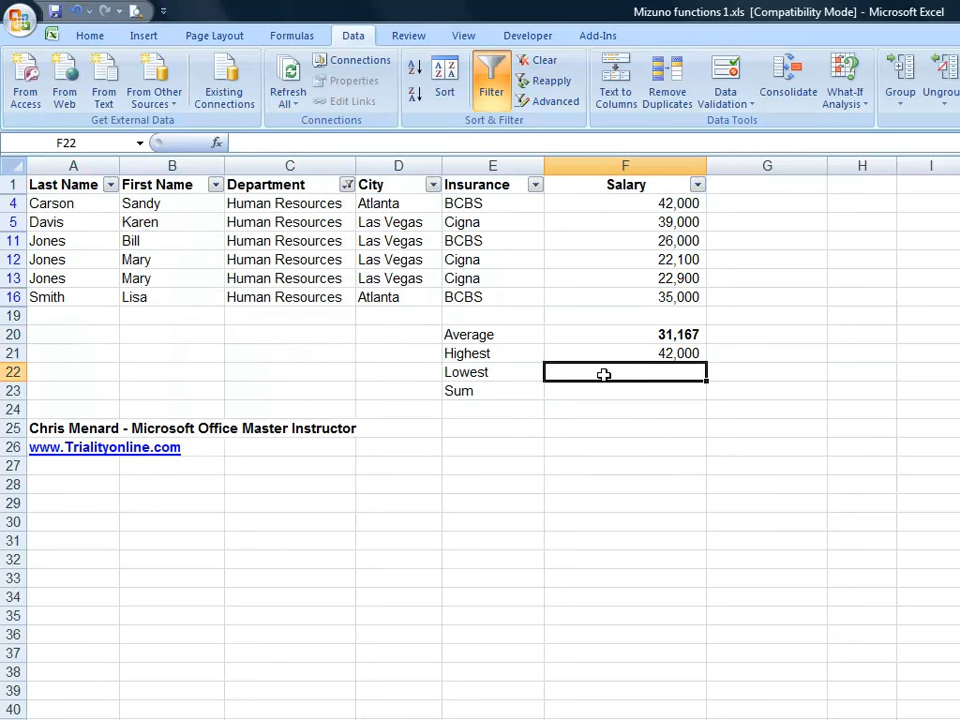 Mizuno functions1.xls [Compatibility Mode] - Microsoft Excel
Home Insert Page Layout Formulas Data Review View Developer Add-Ins
From Access
From Web
From Text
From Other Sources
Existing Connections
Get External Data
Refresh All
Connections
Properties
Edit Links
Connections
A Z
Z A
Sort
Filter
Clear
Reapply
Advanced
Sort & Filter
Text to Columns
Remove Duplicates
Data Validation
Consolidate
What-If Analysis
Data Tools
Group
Ungrou
F22 fx
A B C D E F G H I
1 Last Name First Name Department City Insurance Salary
4 Carson Sandy Human Resources Atlanta BCBS 42,000
5 Davis Karen Human Resources Las Vegas Cigna 39,000
11 Jones Bill Human Resources Las Vegas BCBS 26,000
12 Jones Mary Human Resources Las Vegas Cigna 22,100
13 Jones Mary Human Resources Las Vegas Cigna 22,900
16 Smith Lisa Human Resources Atlanta BCBS 35,000
19
20 Average 31,167
21 Highest 42,000
22 Lowest
23 Sum
24
25 Chris Menard - Microsoft Office Master Instructor
26 www.Trialityonline.com
27
28
29
30
31
32
33
34
35
36
37
38
39
40